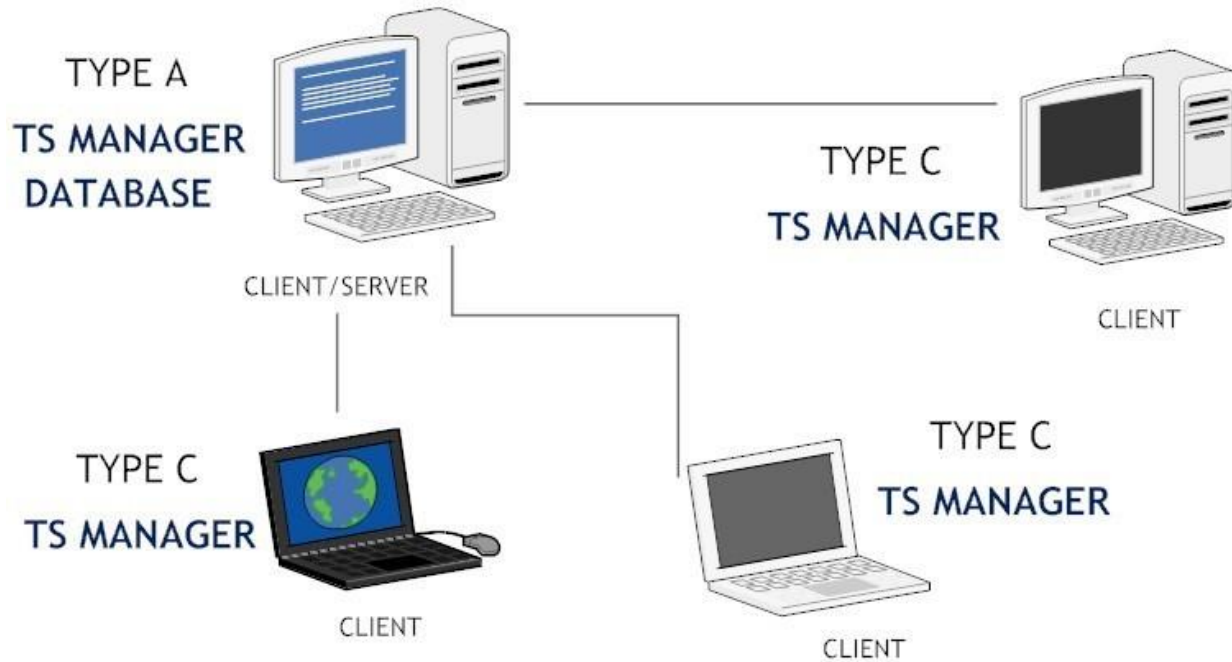 TYPE A
TS MANAGER
DATABASE
CLIENT/SERVER
TYPE C
TS MANAGER
CLIENT
TYPE C
TS MANAGER
CLIENT
TYPE C
TS MANAGER
CLIENT